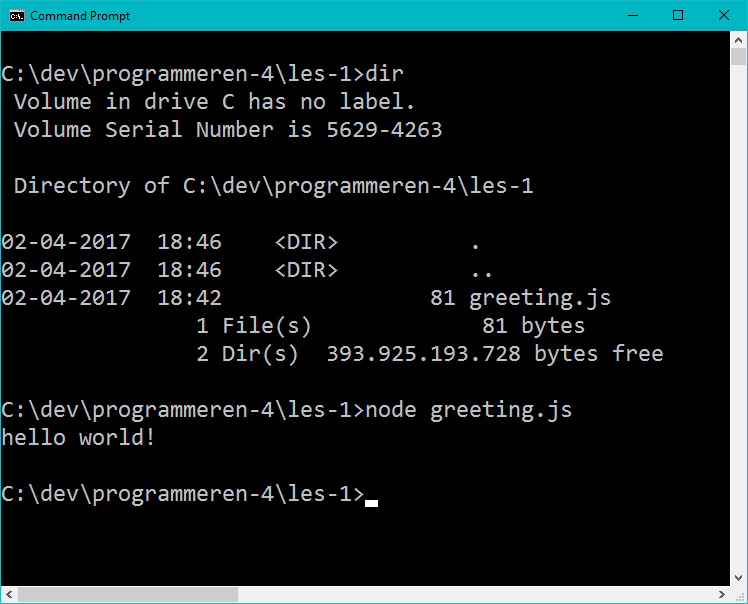 Command Prompt
C:\dev\programmeren-4\les-1>dir
 Volume in drive C has no label.
 Volume Serial Number is 5629-4263
 Directory of C:\dev\programmeren-4\les-1
02-04-2017  18:46    <DIR>          .
02-04-2017  18:46    <DIR>          ..
02-04-2017  18:42                81 greeting.js
               1 File(s)             81 bytes
               2 Dir(s)  393.925.193.728 bytes free
C:\dev\programmeren-4\les-1>node greeting.js
hello world!
C:\dev\programmeren-4\les-1>